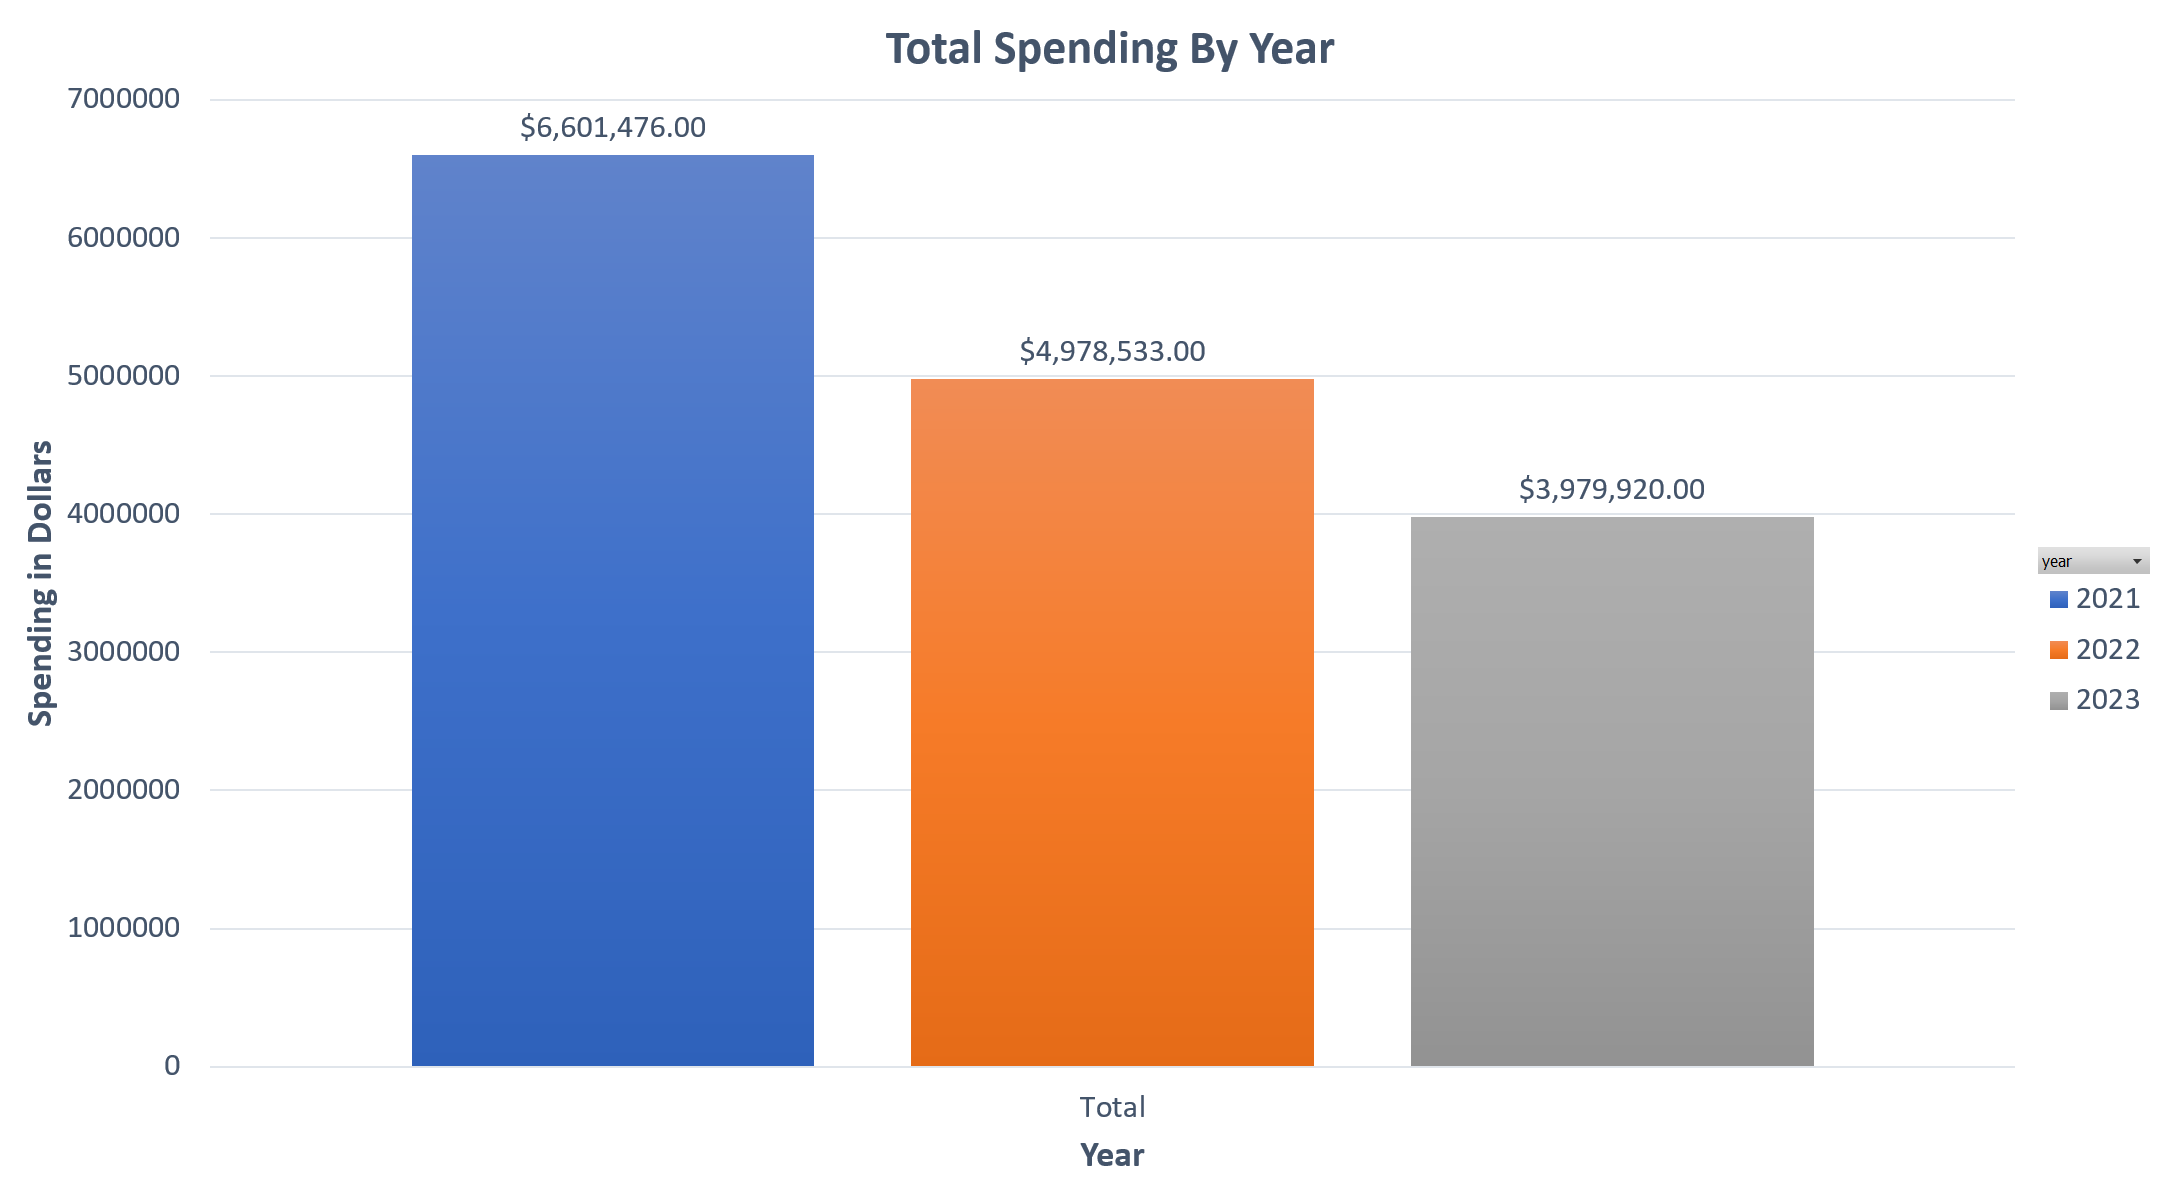 Total Spending By Year
7000000
6000000
5000000
4000000
3000000
2000000
1000000
0
Spending in Dollars
$6,601,476.00
$4,978,533.00
$3,979,920.00
Total
Year
year
2021
2022
2023